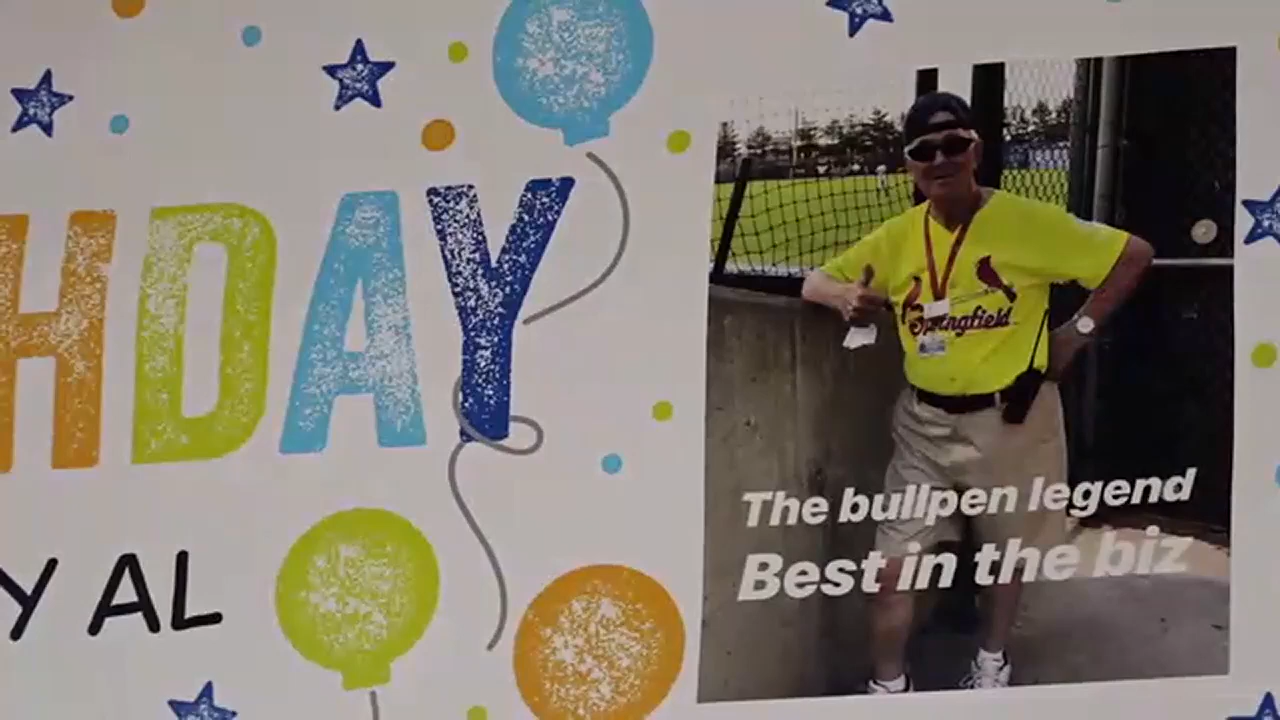 HDAY
Y AL
Springfield
The bullpen legend
Best in the biz